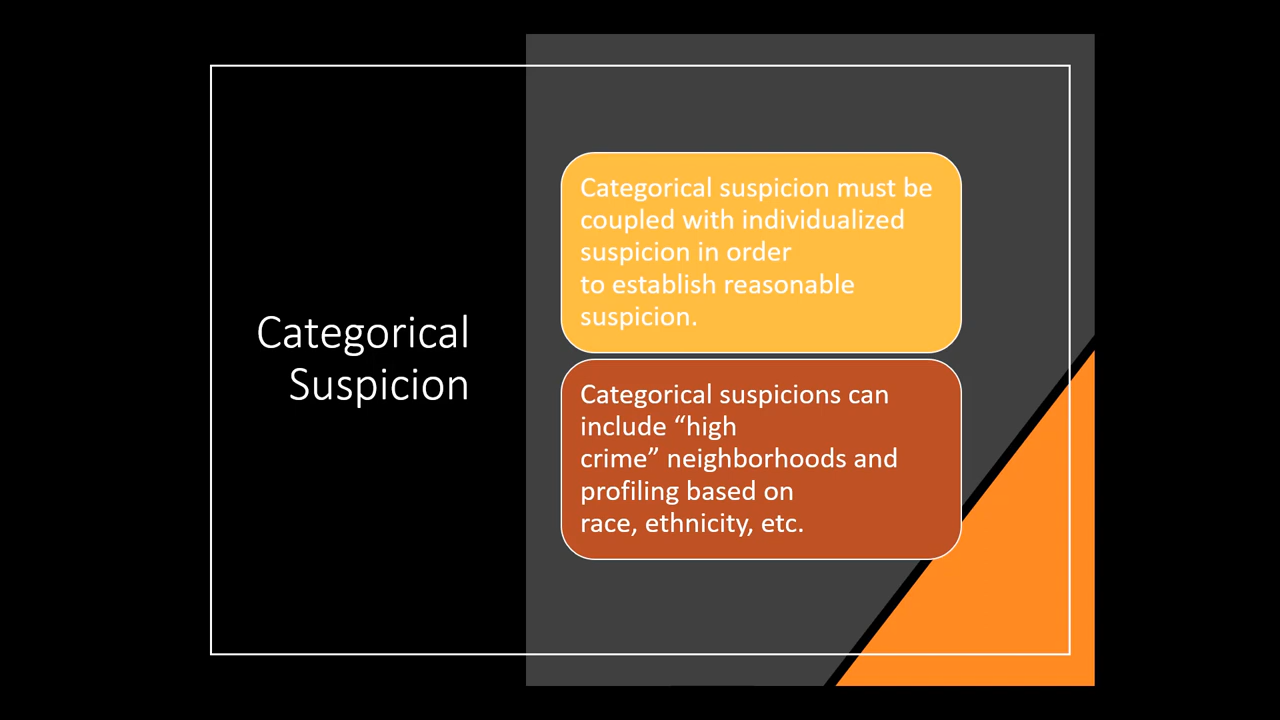 Categorical
Suspicion
Categorical suspicion must be
coupled with individualized
suspicion in order
to establish reasonable
suspicion.
Categorical suspicions can
include “high
crime” neighborhoods and
profiling based on
race, ethnicity, etc.